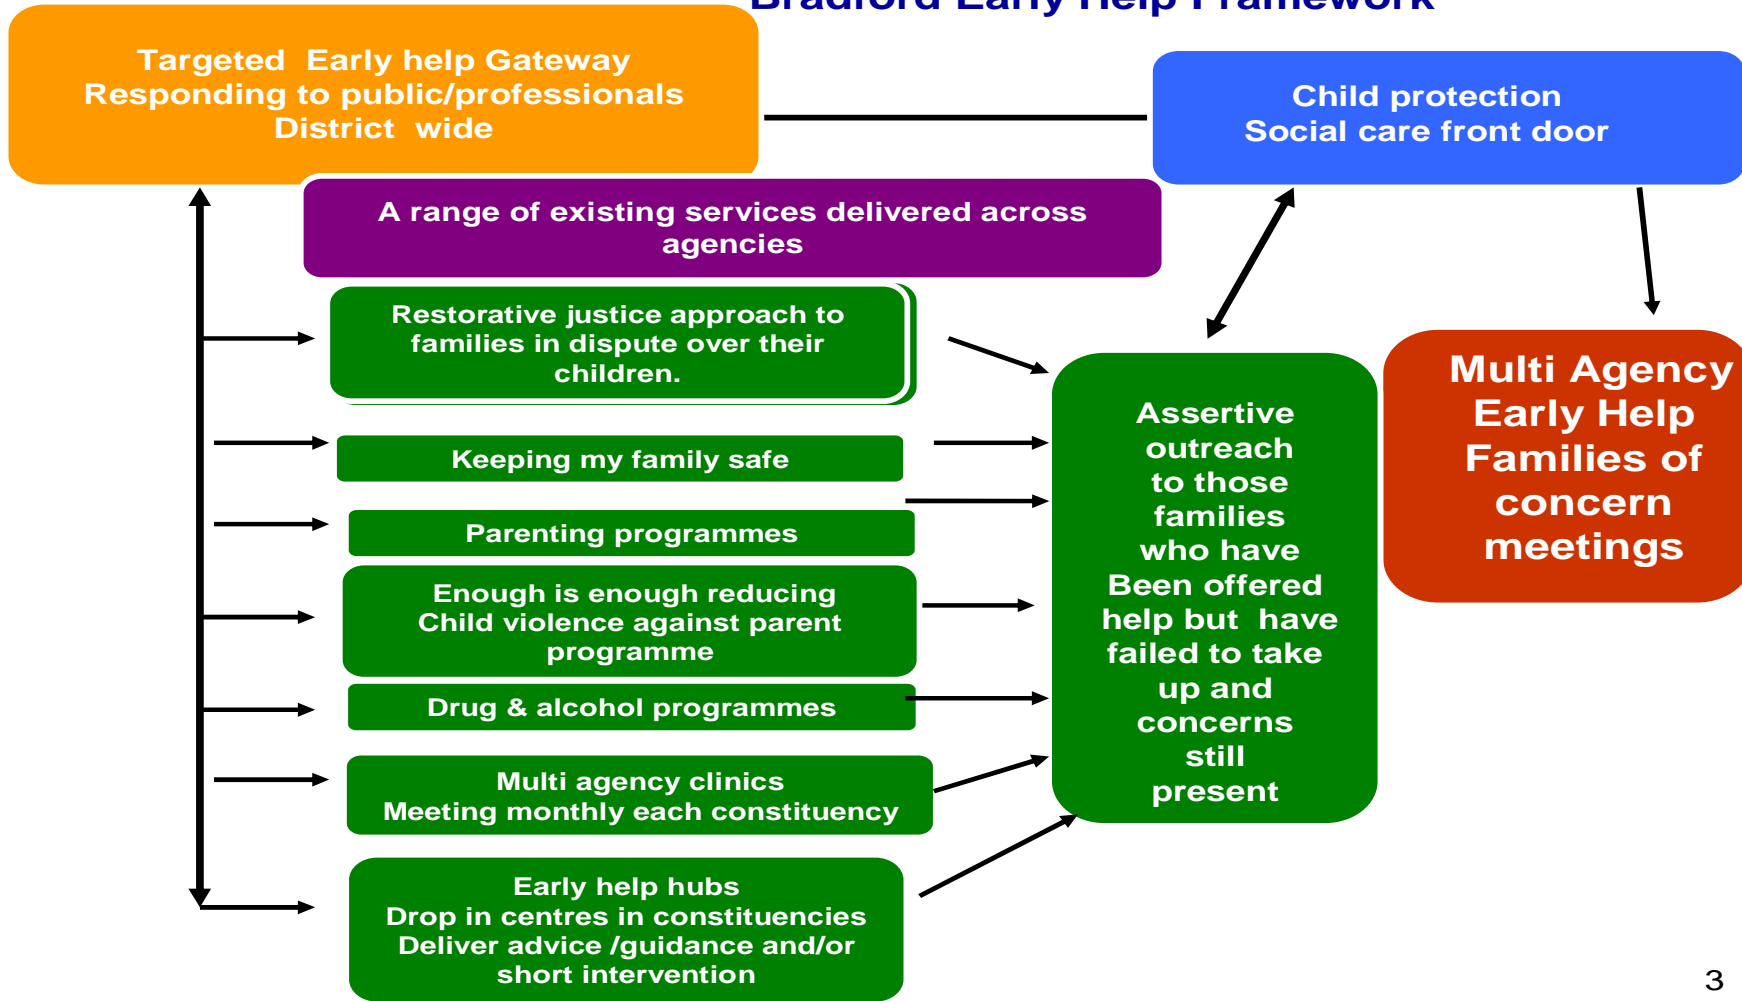 Bradford Early Help Framework
Targeted Early help Gateway
Responding to public/professionals
District wide
Child protection
Social care front door
A range of existing services delivered across
agencies
Restorative justice approach to
families in dispute over their
children.
Keeping my family safe
Parenting programmes
Enough is enough reducing
Child violence against parent
programme
Drug & alcohol programmes
Multi agency clinics
Meeting monthly each constituency
Early help hubs
Drop in centres in constituencies
Deliver advice /guidance and/or
short intervention
Assertive
outreach
to those
families
who have
Been offered
help but have
failed to take
up and
concerns
still
present
Multi Agency
Early Help
Families of
concern
meetings
3